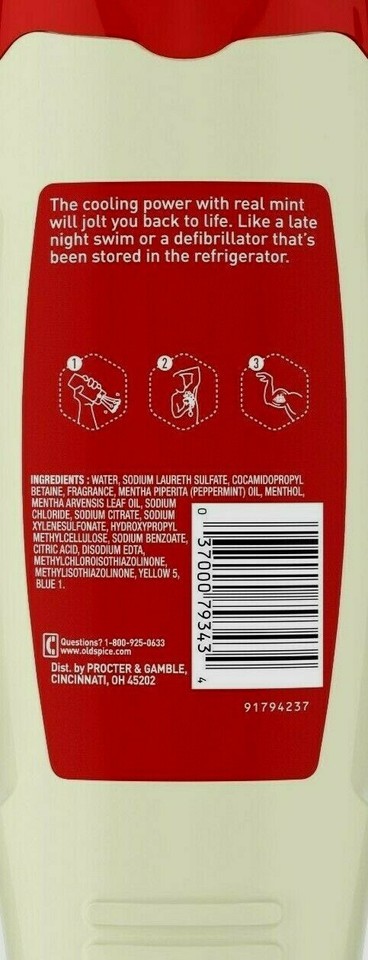 The cooling power with real mint
will jolt you back to life. Like a late
night swim or a defibrillator that's
been stored in the refrigerator.
1
2
3
INGREDIENTS : WATER, SODIUM LAURETH SULFATE, COCAMIDOPROPYL
BETAINE, FRAGRANCE, MENTHA PIPERITA (PEPPERMINT) OIL, MENTHOL,
MENTHA ARVENSIS LEAF OIL, SODIUM
CHLORIDE, SODIUM CITRATE, SODIUM
XYLENESULFONATE, HYDROXYPROPYL
METHYLCELLULOSE, SODIUM BENZOATE,
CITRIC ACID, DISODIUM EDTA,
METHYLCHLOROISOTHIAZOLINONE,
METHYLISOTHIAZOLINONE, YELLOW 5,
BLUE 1.
0 37000 79343 4
Questions? 1-800-925-0633
www.oldspice.com
Dist. by PROCTER & GAMBLE,
CINCINNATI, OH 45202
91794237